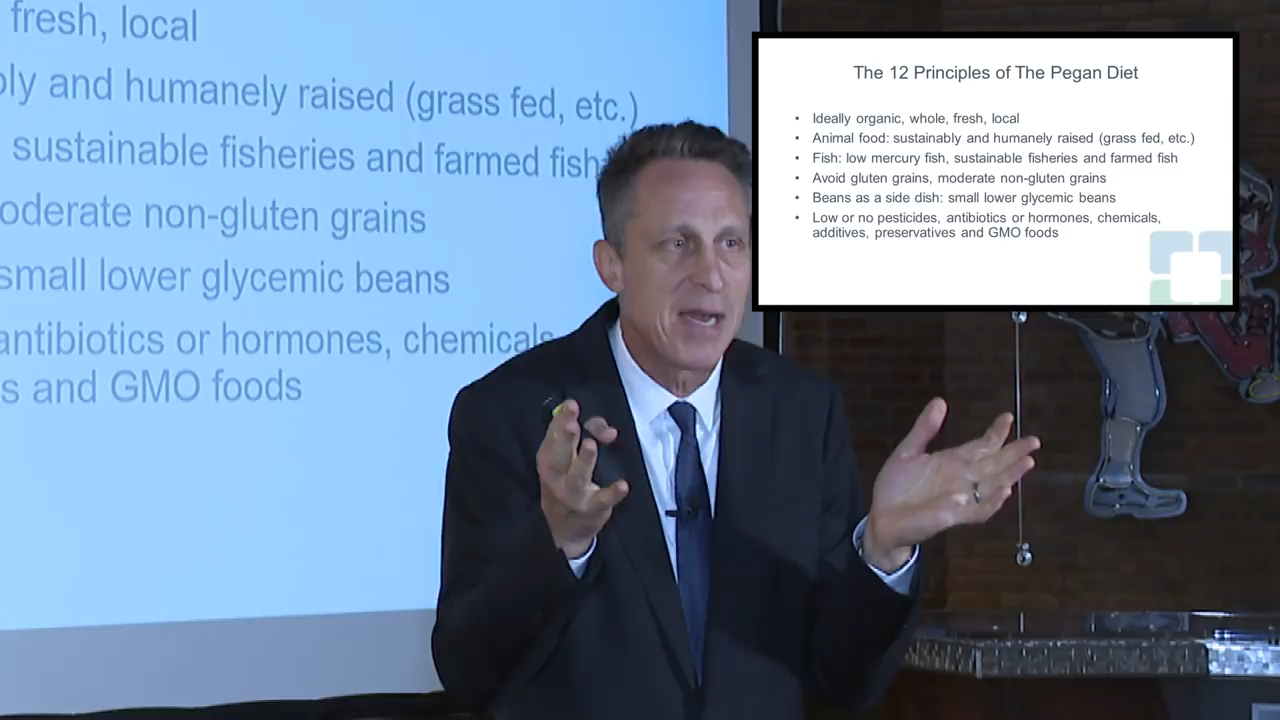 fresh, local
and humanely raised (grass fed, etc.)
sustainable fisheries and farmed fish
non-gluten grains
small lower glycemic beans
antibiotics or hormones, chemicals
and GMO foods
The 12 Principles of The Pegan Diet
• Ideally organic, whole, fresh, local
• Animal food: sustainably and humanely raised (grass fed, etc.)
• Fish: low mercury fish, sustainable fisheries and farmed fish
• Avoid gluten grains, moderate non-gluten grains
• Beans as a side dish: small lower glycemic beans
• Low or no pesticides, antibiotics or hormones, chemicals,
additives, preservatives and GMO foods